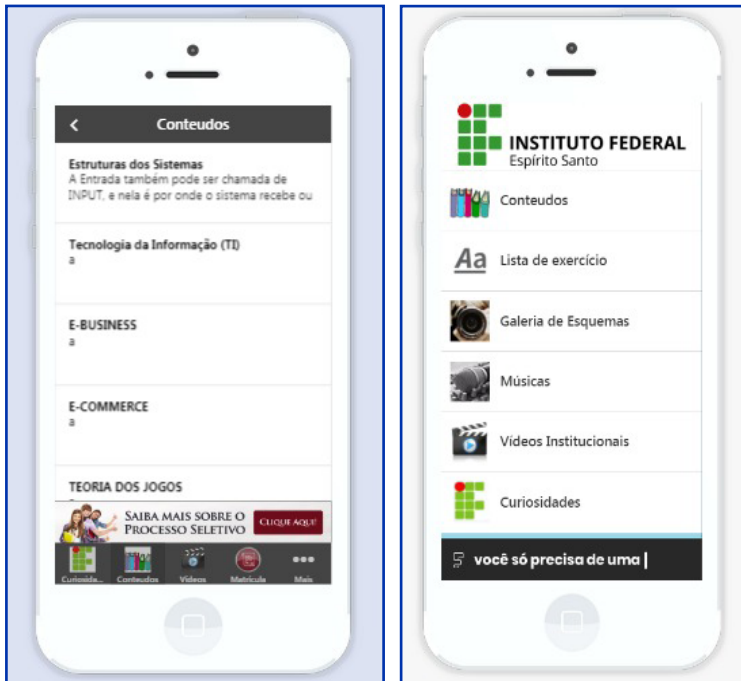 Conteudos
Estruturas dos Sistemas
A Entrada também pode ser chamada de
INPUT, e nela é por onde o sistema recebe ou
Tecnologia da Informação (TI)
a
E-BUSINESS
a
E-COMMERCE
a
TEORIA DOS JOGOS
SAIBA MAIS SOBRE O
PROCESSO SELETIVO
CLIQUE AQUI!
Curiosida...
Conteudos
Vídeos
Matrícula
Mais
INSTITUTO FEDERAL
Espírito Santo
Conteudos
Aa
Lista de exercício
Galeria de Esquemas
Músicas
Vídeos Institucionais
Curiosidades
você só precisa de uma